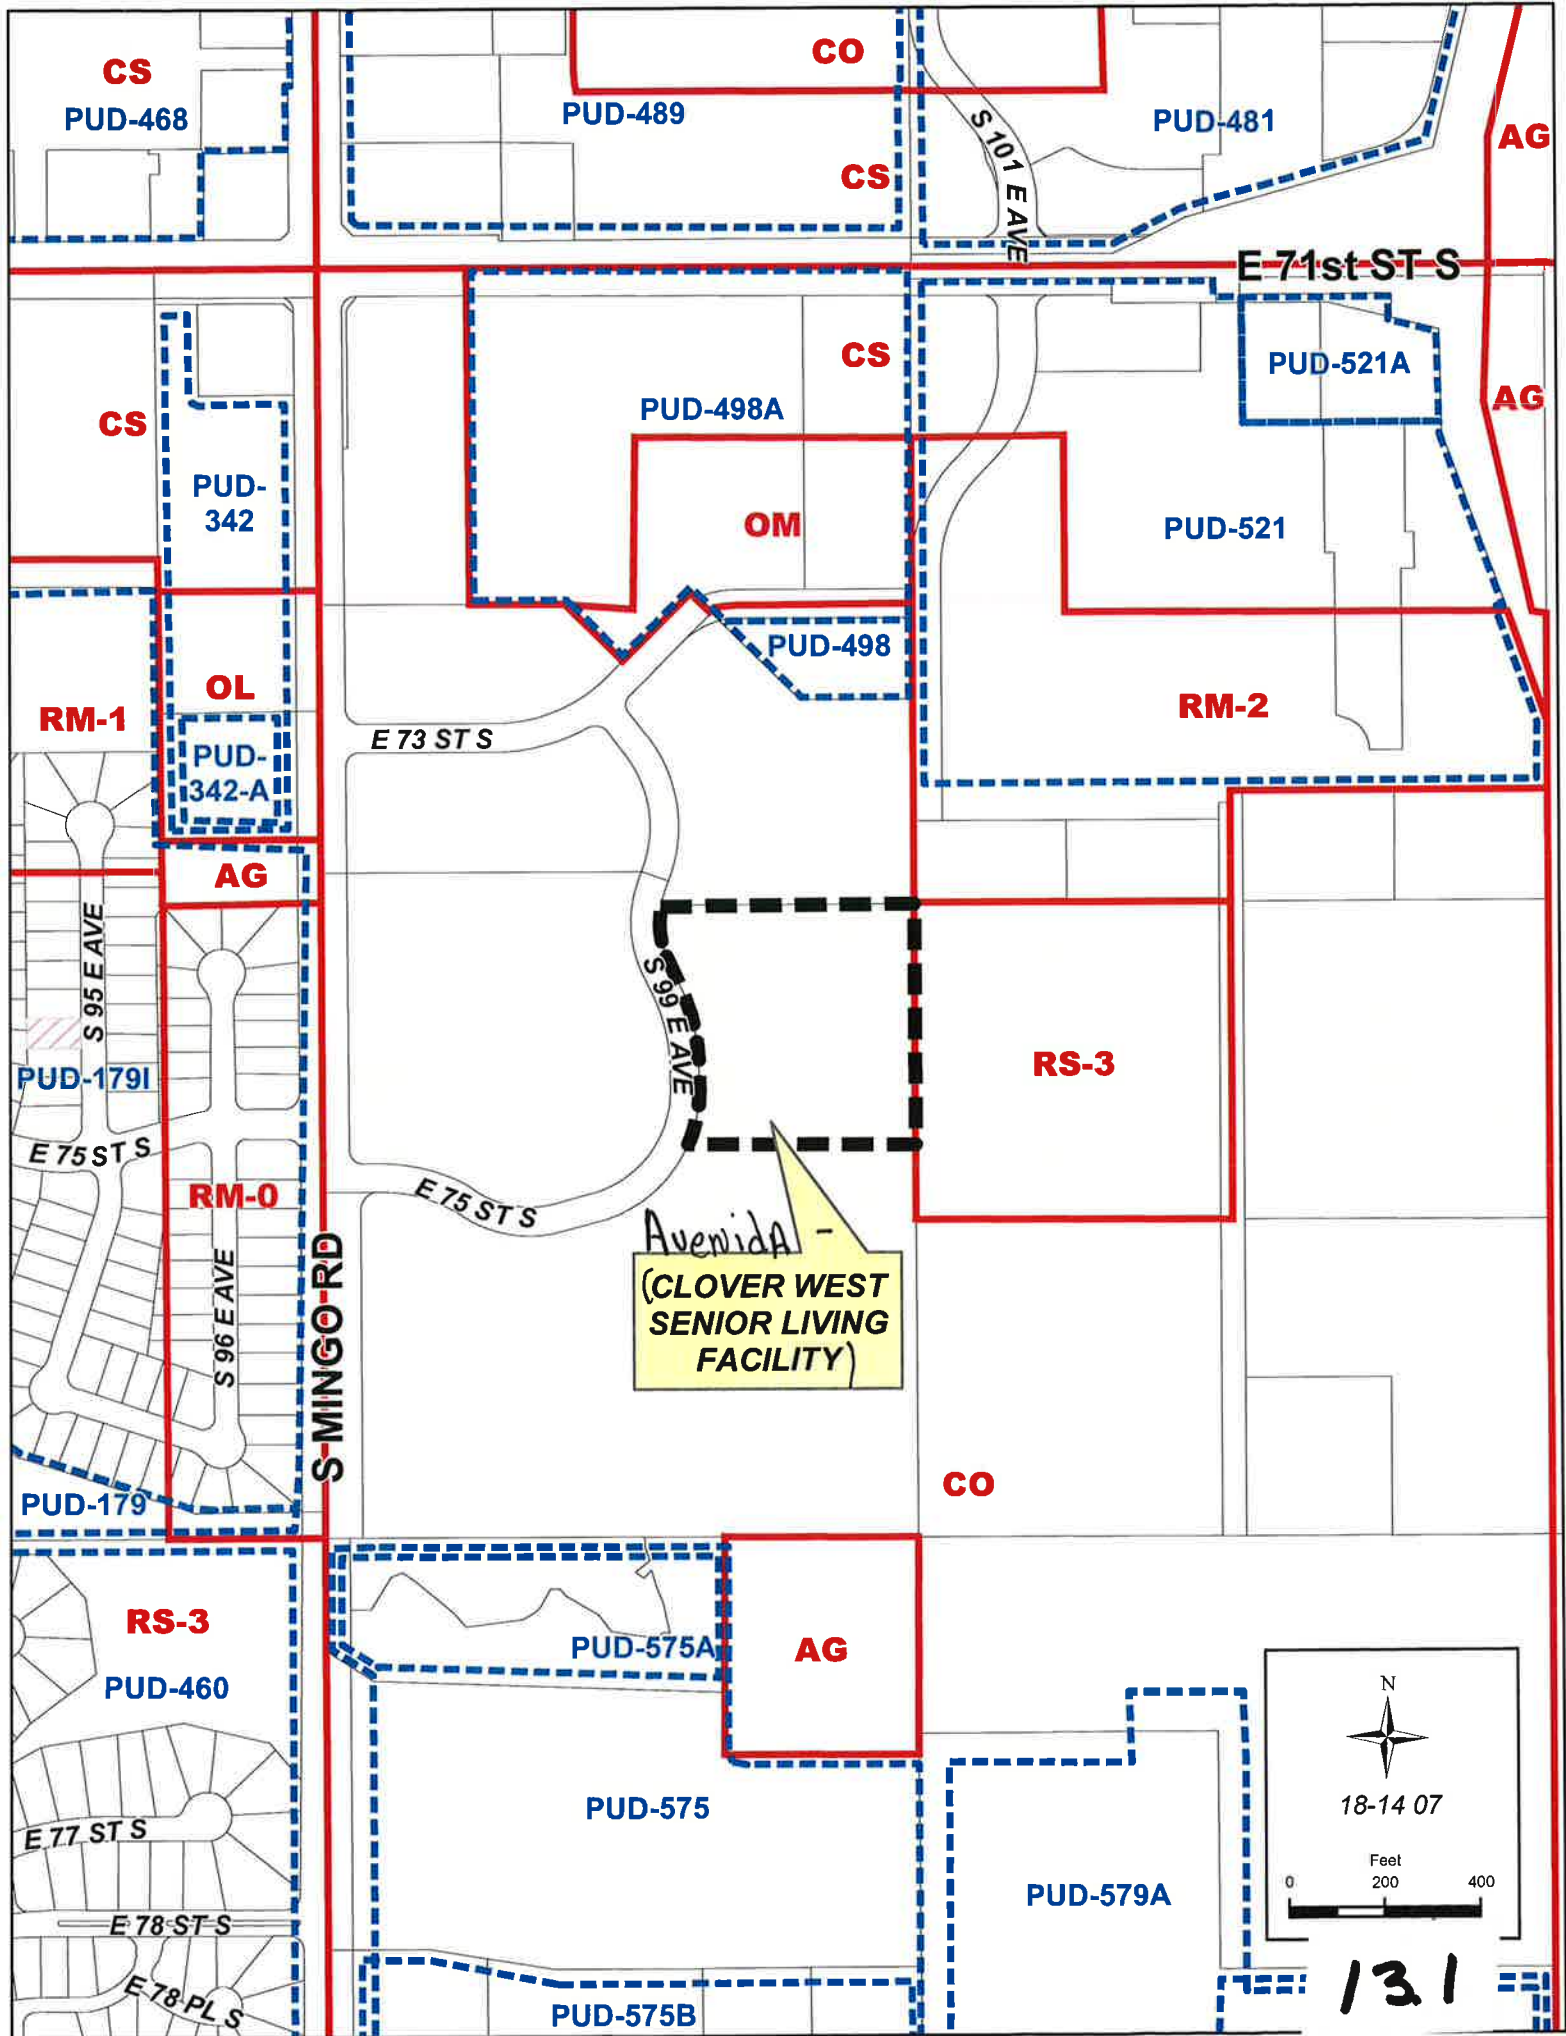 CO
CS
PUD-468
PUD-489
PUD-481
S 101 E AVE
AG
CS
E 71st ST S
CS
PUD-521A
CS
PUD-498A
AG
PUD-
342
OM
PUD-521
PUD-498
OL
RM-1
RM-2
E 73 ST S
PUD-
342-A
AG
S 95 E AVE
S 99 E AVE
RS-3
PUD-179I
E 75 ST S
RM-0
E 75 ST S
S 96 E AVE
S MINGO RD
AvenidA -
(CLOVER WEST
SENIOR LIVING
FACILITY)
CO
PUD-179
RS-3
PUD-575A
AG
PUD-460
N
18-14 07
PUD-575
E 77 ST S
Feet
0 200 400
PUD-579A
E 78 ST S
E 78 PL S
PUD-575B
13.1